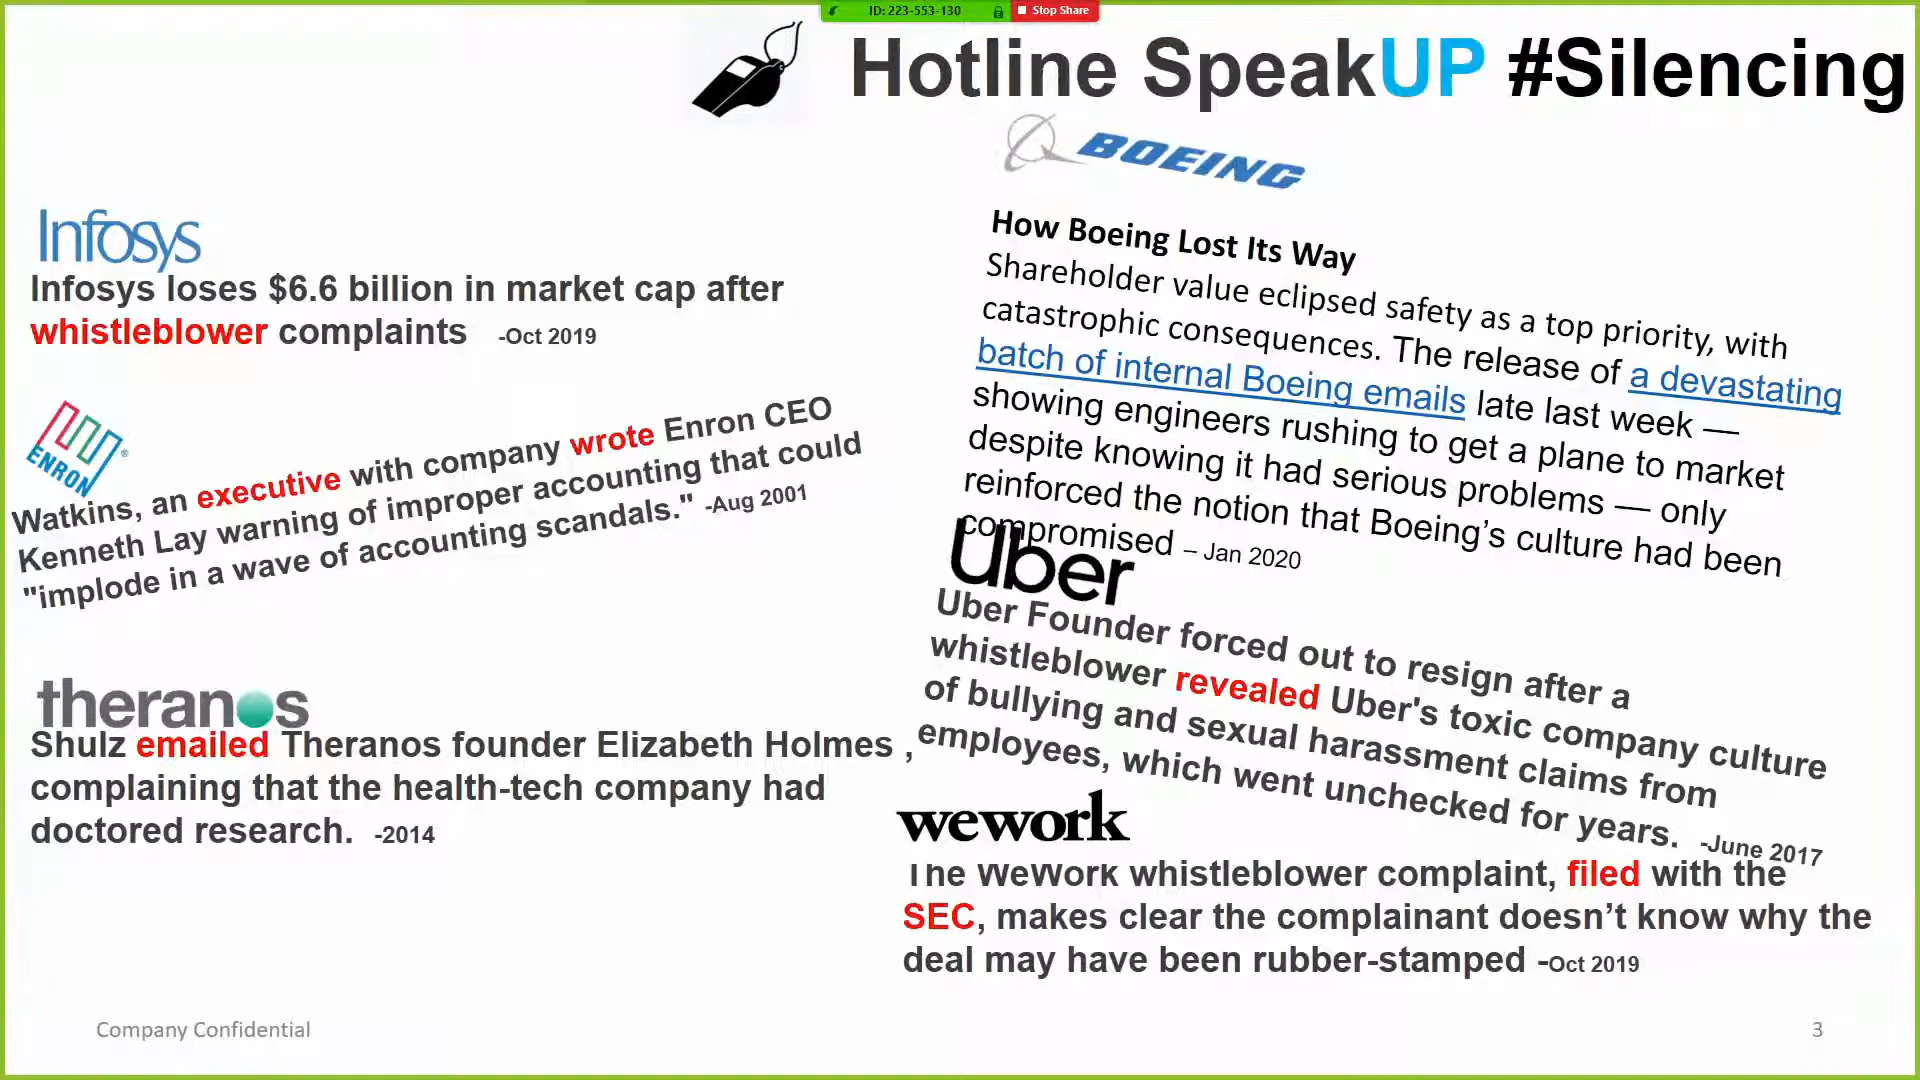 ID: 223-553-130
Stop Share
Hotline SpeakUP #Silencing
BOEING
Infosys
Infosys loses $6.6 billion in market cap after
whistleblower complaints -Oct 2019
ENRON
Watkins, an executive with company wrote Enron CEO
Kenneth Lay warning of improper accounting that could
"implode in a wave of accounting scandals." -Aug 2001
theranos
Shulz emailed Theranos founder Elizabeth Holmes ,
complaining that the health-tech company had
doctored research. -2014
How Boeing Lost Its Way
Shareholder value eclipsed safety as a top priority, with
catastrophic consequences. The release of a devastating
batch of internal Boeing emails late last week —
showing engineers rushing to get a plane to market
despite knowing it had serious problems — only
reinforced the notion that Boeing’s culture had been
compromised – Jan 2020
Uber
Uber Founder forced out to resign after a
whistleblower revealed Uber's toxic company culture
of bullying and sexual harassment claims from
employees, which went unchecked for years. -June 2017
wework
The WeWork whistleblower complaint, filed with the
SEC, makes clear the complainant doesn’t know why the
deal may have been rubber-stamped -Oct 2019
Company Confidential
3